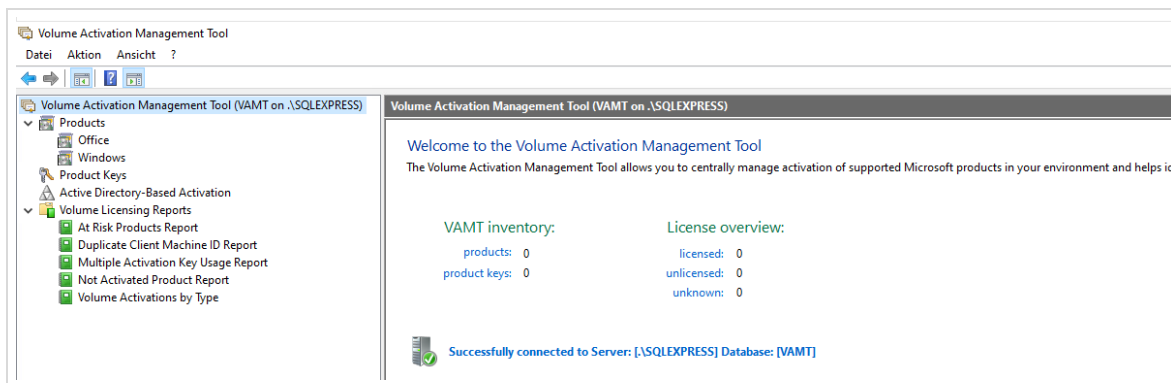 Volume Activation Management Tool
Datei Aktion Ansicht ?
Volume Activation Management Tool (VAMT on .\SQLEXPRESS)
Products
Office
Windows
Product Keys
Active Directory-Based Activation
Volume Licensing Reports
At Risk Products Report
Duplicate Client Machine ID Report
Multiple Activation Key Usage Report
Not Activated Product Report
Volume Activations by Type
Volume Activation Management Tool (VAMT on .\SQLEXPRESS)
Welcome to the Volume Activation Management Tool
The Volume Activation Management Tool allows you to centrally manage activation of supported Microsoft products in your environment and helps ic
VAMT inventory:
products: 0
product keys: 0
License overview:
licensed: 0
unlicensed: 0
unknown: 0
Successfully connected to Server: [.\SQLEXPRESS] Database: [VAMT]